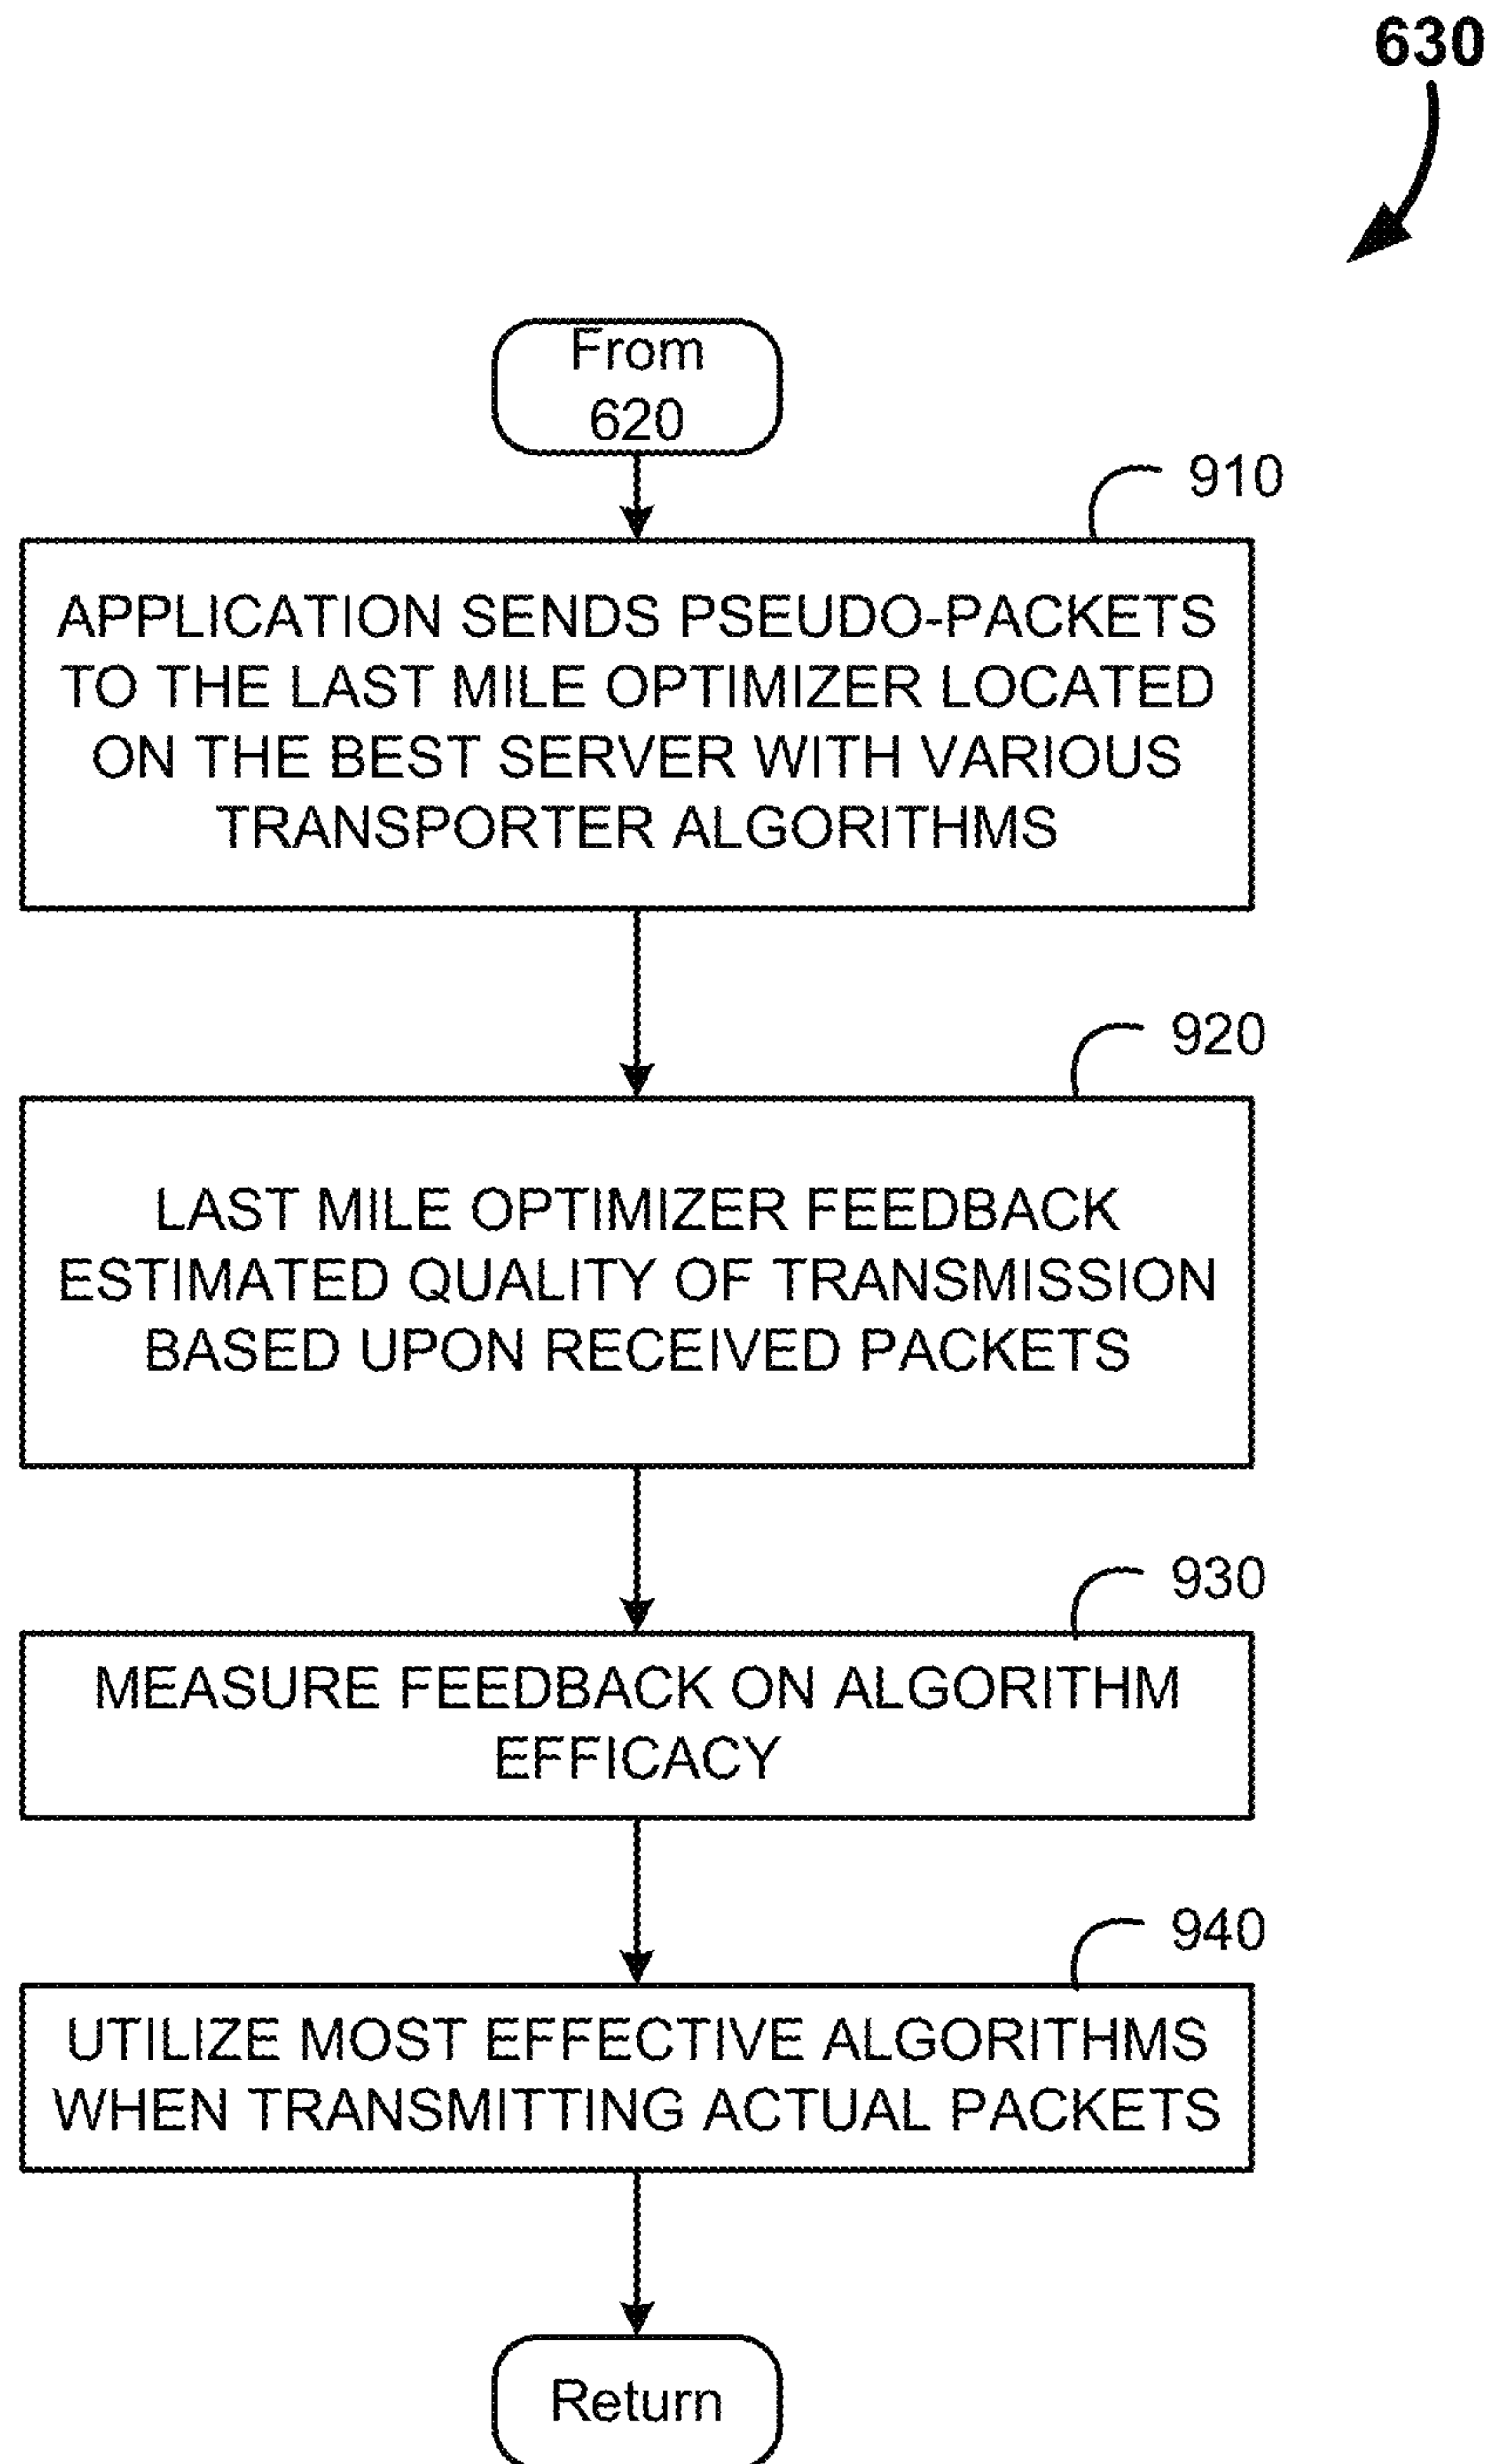 630
From
620
910
APPLICATION SENDS PSEUDO-PACKETS
TO THE LAST MILE OPTIMIZER LOCATED
ON THE BEST SERVER WITH VARIOUS
TRANSPORTER ALGORITHMS
920
LAST MILE OPTIMIZER FEEDBACK
ESTIMATED QUALITY OF TRANSMISSION
BASED UPON RECEIVED PACKETS
930
MEASURE FEEDBACK ON ALGORITHM
EFFICACY
940
UTILIZE MOST EFFECTIVE ALGORITHMS
WHEN TRANSMITTING ACTUAL PACKETS
Return